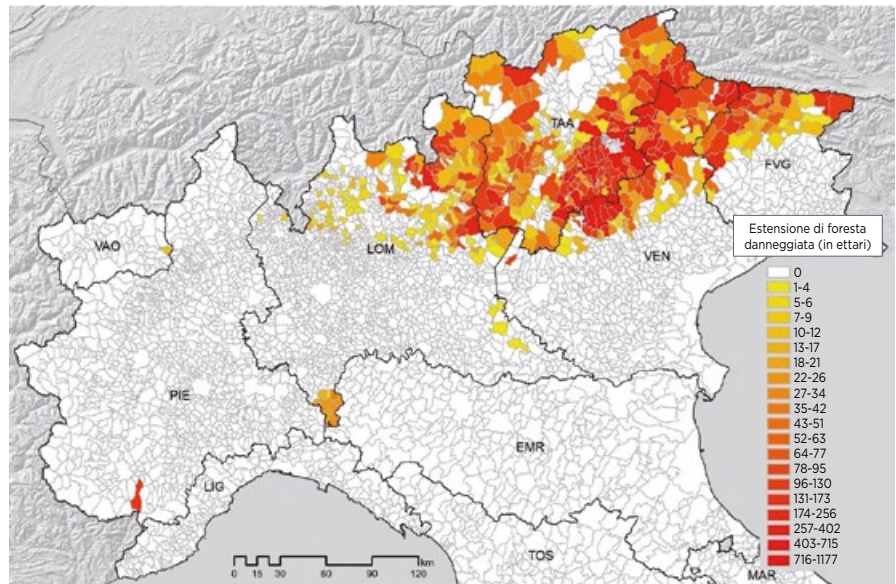 TAA
FVG
VAO
LOM
VEN
PIE
EMR
LIG
TOS
MAR
0 15 30 60 90 120
km
Estensione di foresta
danneggiata (in ettari)
0
1-4
5-6
7-9
10-12
13-17
18-21
22-26
27-34
35-42
43-51
52-63
64-77
78-95
96-130
131-173
174-256
257-402
403-715
716-1177